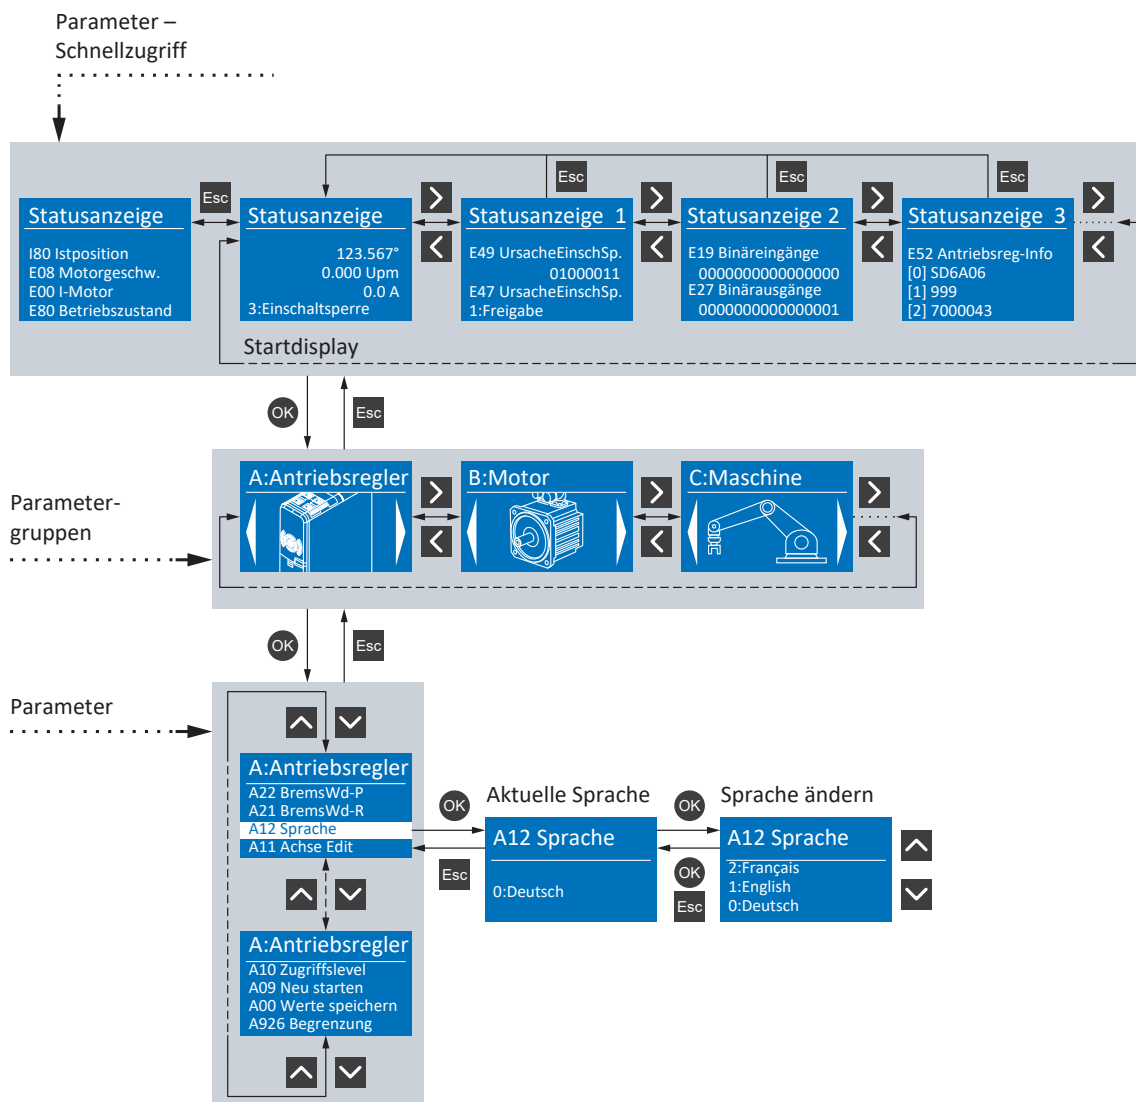 Parameter –
Schnellzugriff
Esc
Esc
Esc
Esc
Statusanzeige
I80 Istposition
E08 Motorgeschw.
E00 I-Motor
E80 Betriebszustand
Statusanzeige
123.567°
0.000 Upm
0.0 A
3:Einschaltsperre
Statusanzeige 1
E49 UrsacheEinschSp.
01000011
E47 UrsacheEinschSp.
1:Freigabe
Statusanzeige 2
E19 Binäreingänge
0000000000000000
E27 Binärausgänge
0000000000000001
Statusanzeige 3
E52 Antriebsreg-Info
[0] SD6A06
[1] 999
[2] 7000043
Startdisplay
OK
Esc
Parameter-
gruppen
A:Antriebsregler
B:Motor
C:Maschine
OK
Esc
Parameter
A:Antriebsregler
A22 BremsWd-P
A21 BremsWd-R
A12 Sprache
A11 Achse Edit
OK
Esc
Aktuelle Sprache
A12 Sprache
0:Deutsch
OK
OK
Esc
Sprache ändern
A12 Sprache
2:Français
1:English
0:Deutsch
A:Antriebsregler
A10 Zugriffslevel
A09 Neu starten
A00 Werte speichern
A926 Begrenzung